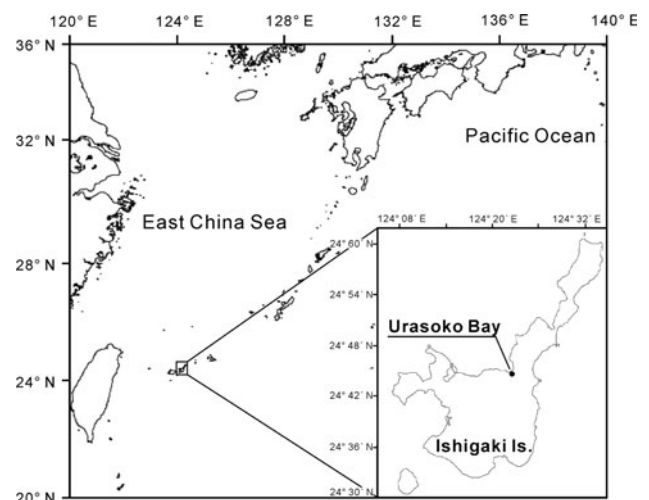 120° E 124° E 128° E 132° E 136° E 140° E
36° N
32° N
28° N
24° N
20° N
Pacific Ocean
East China Sea
124° 08´ E 124° 20´ E 124° 32´ E
24° 60´ N
24° 54´ N
24° 48´ N
24° 42´ N
24° 36´ N
24° 30´ N
Urasoko Bay
Ishigaki Is.